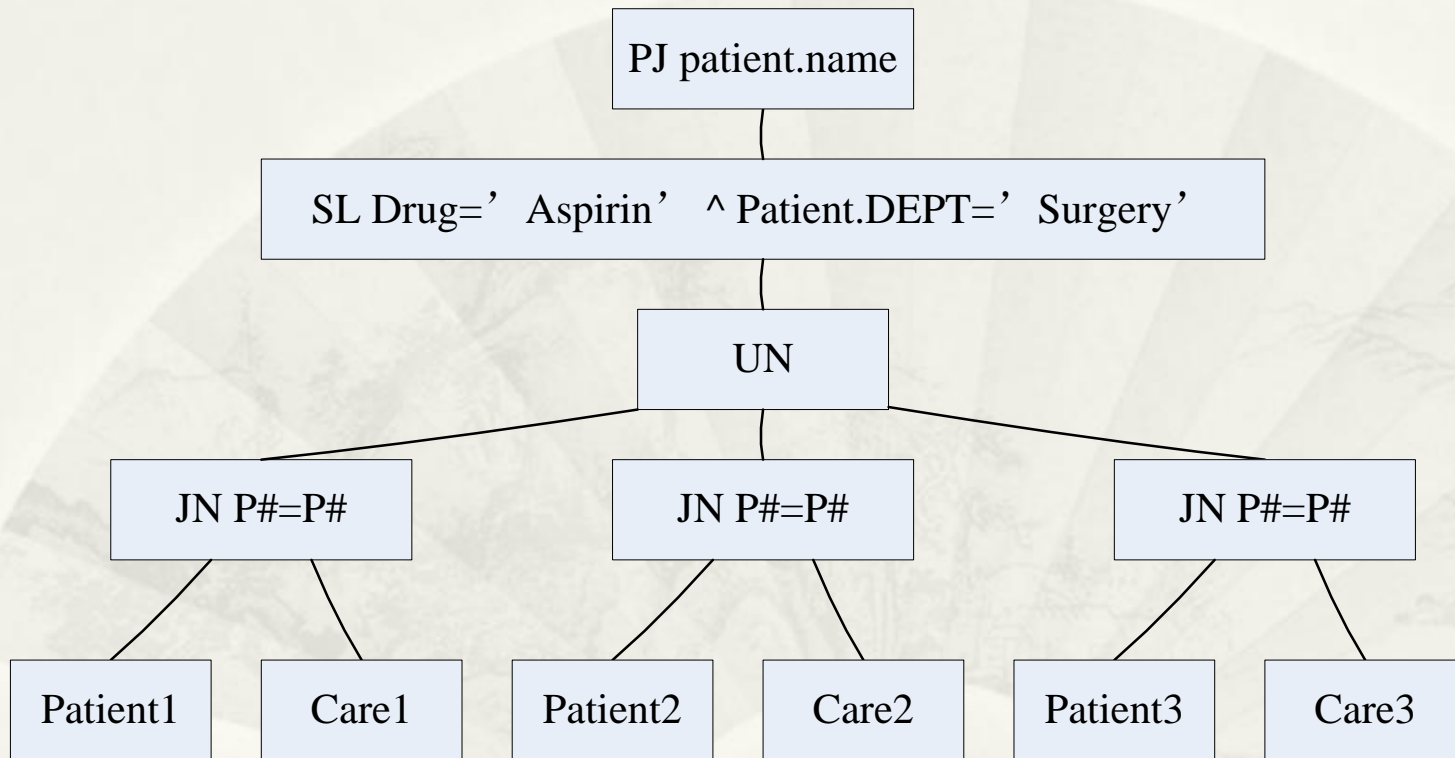 PJ patient.name
SL Drug=’ Aspirin’ ^ Patient.DEPT=’ Surgery’
UN
JN P#=P# JN P#=P# JN P#=P#
Patient1 Care1 Patient2 Care2 Patient3 Care3